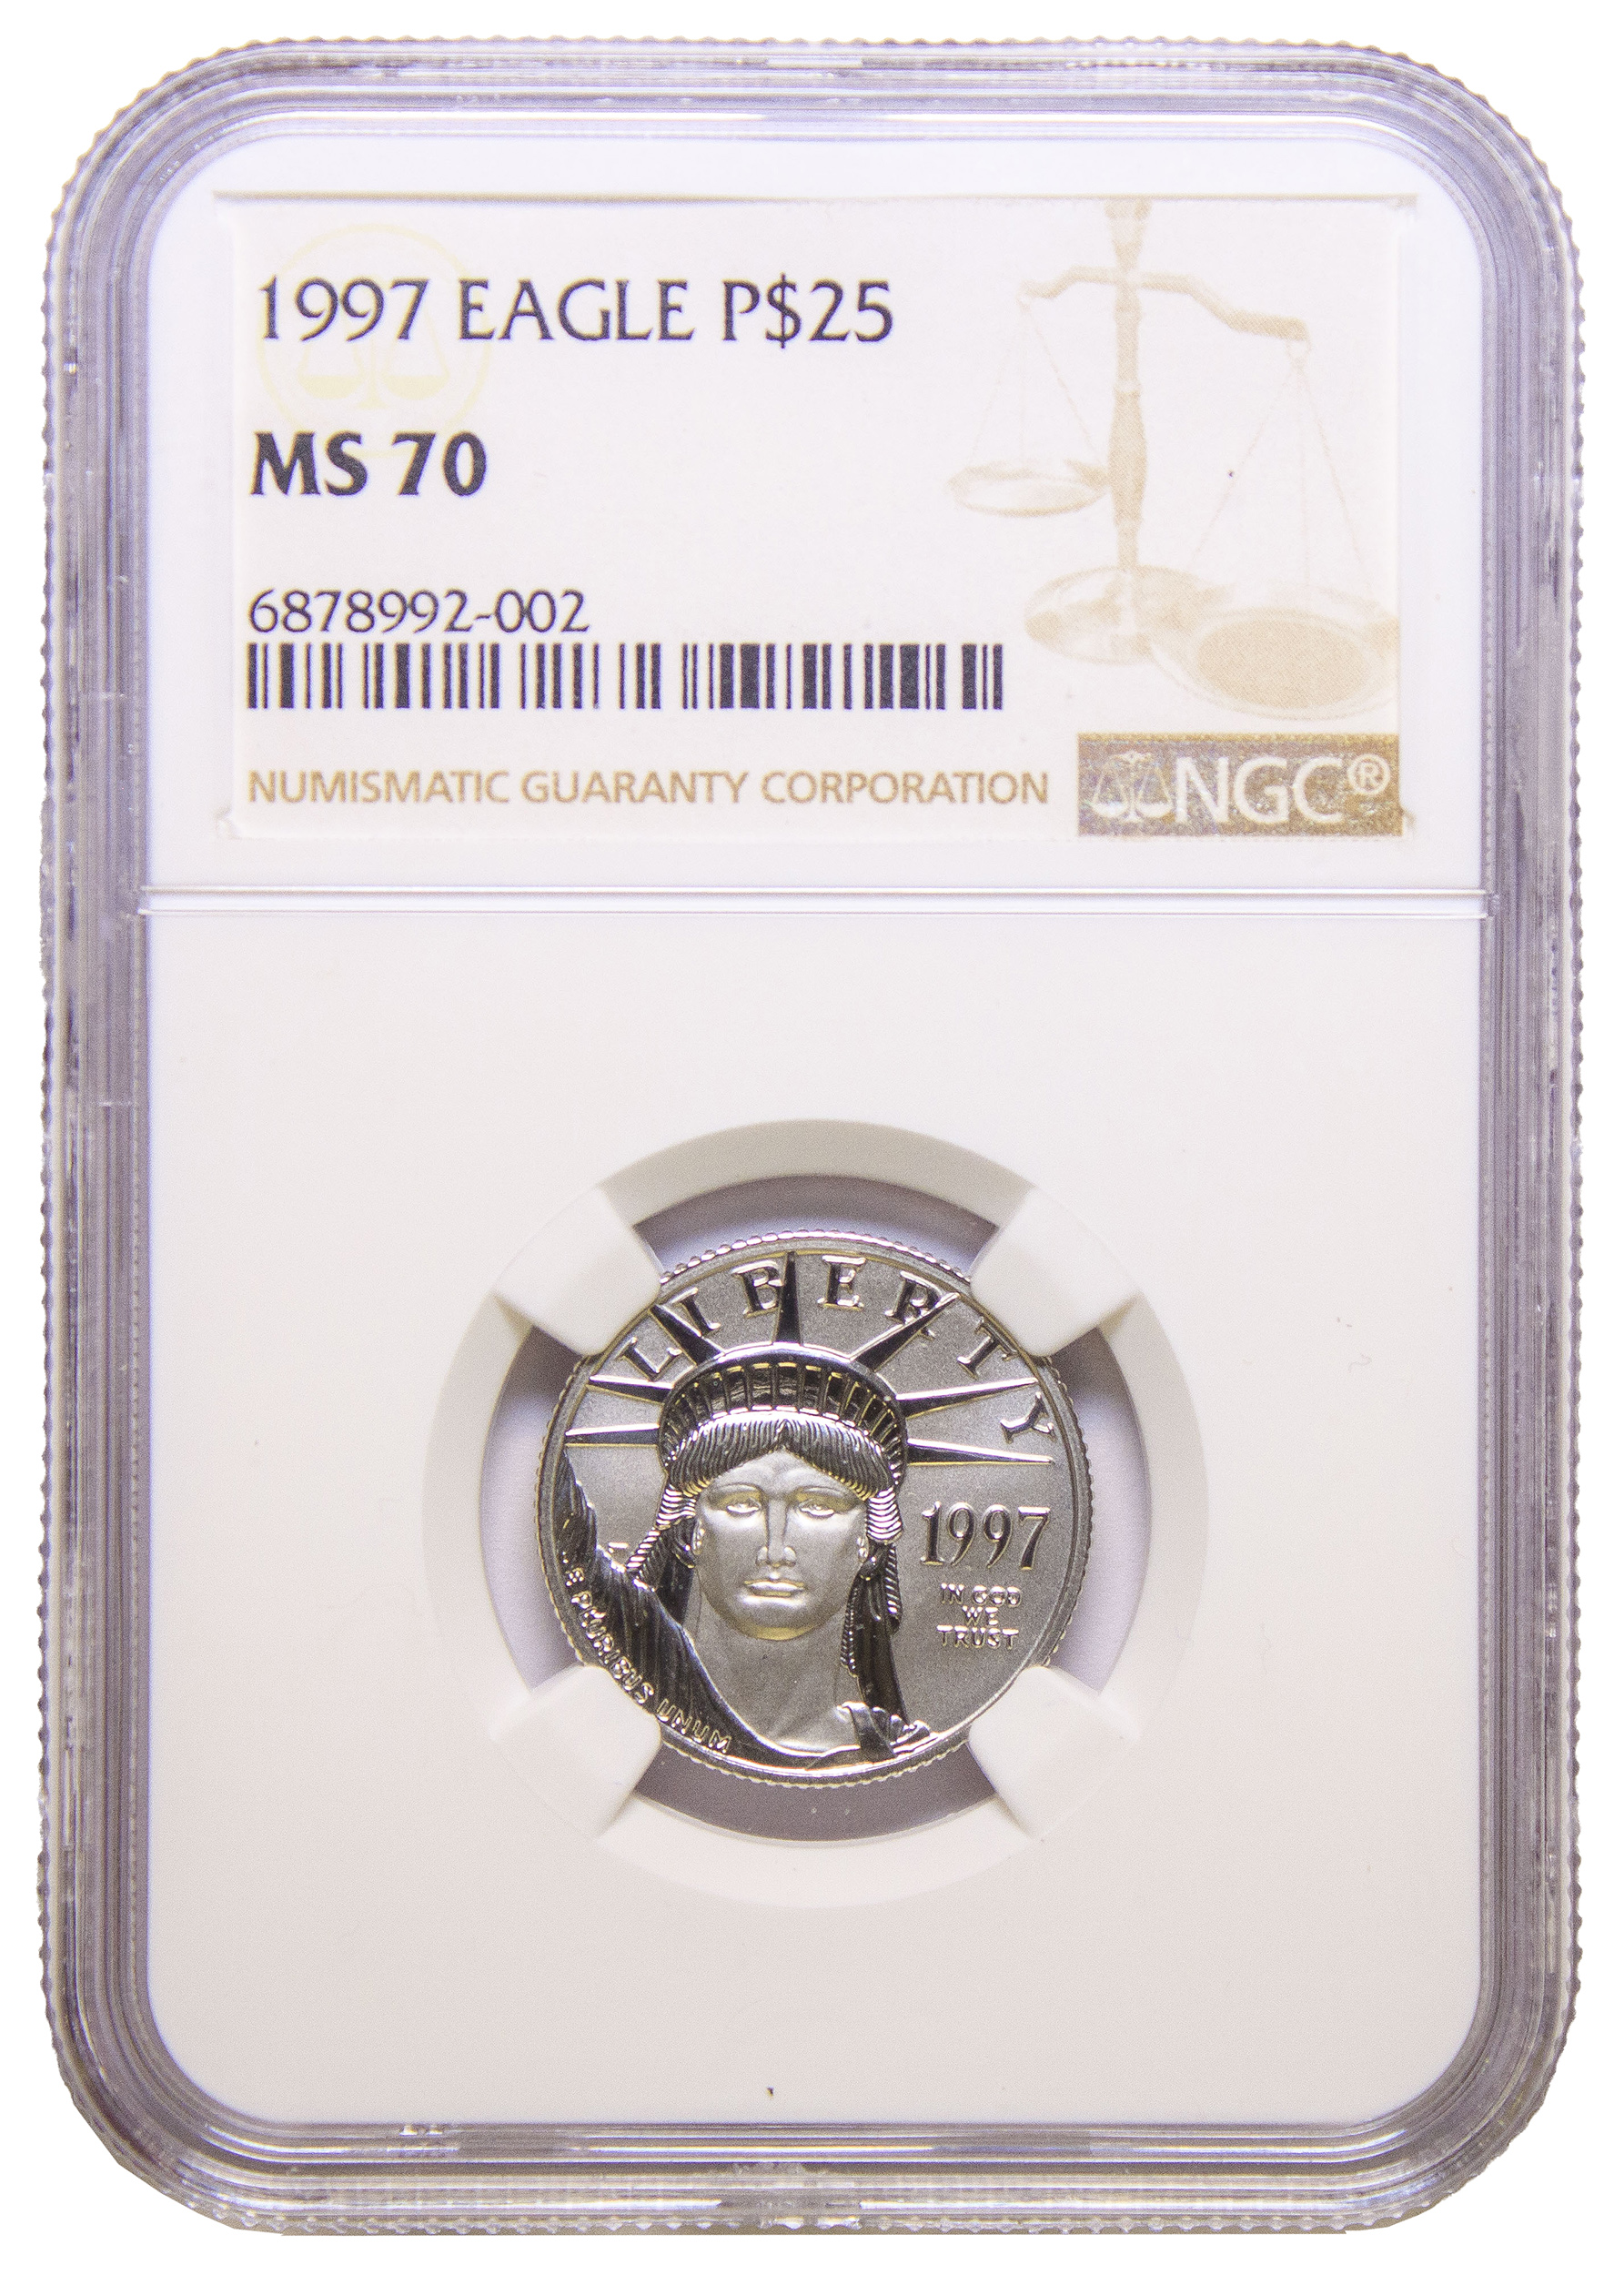 1997 EAGLE P$25
MS 70
6878992-002
NUMISMATIC GUARANTY CORPORATION NGC®
LIBERTY
1997
IN GOD
WE
TRUST
PLURIBUS UNUM